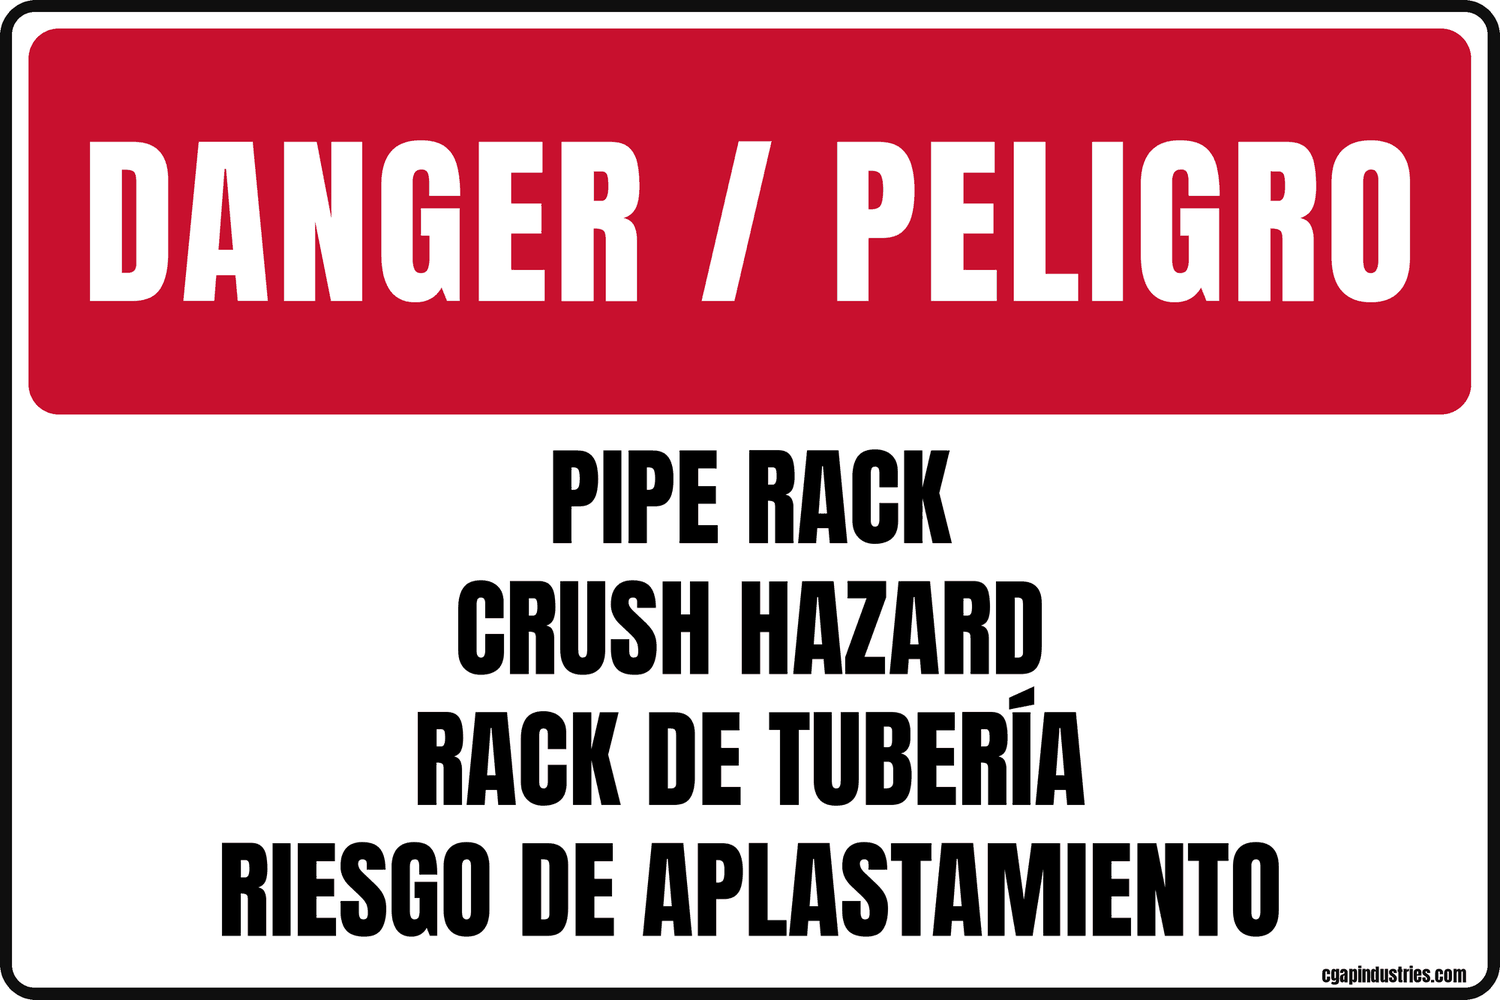 DANGER / PELIGRO
PIPE RACK
CRUSH HAZARD
RACK DE TUBERÍA
RIESGO DE APLASTAMIENTO
cgapindustries.com